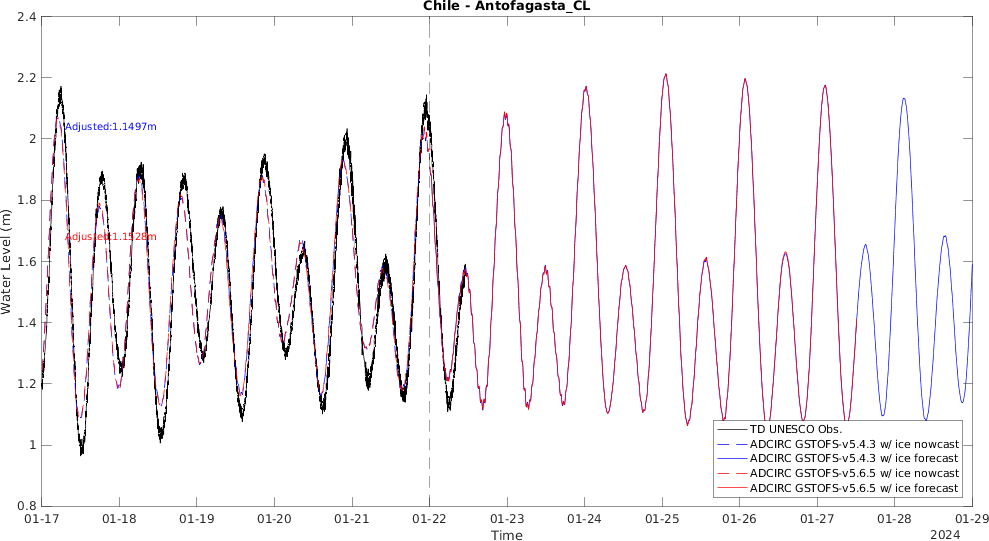 Chile - Antofagasta_CL
Water Level (m)
2.4
2.2
2
1.8
1.6
1.4
1.2
1
0.8
Adjusted:1.1497m
Adjusted:1.1528m
TD UNESCO Obs.
ADCIRC GSTOFS-v5.4.3 w/ ice nowcast
ADCIRC GSTOFS-v5.4.3 w/ ice forecast
ADCIRC GSTOFS-v5.6.5 w/ ice nowcast
ADCIRC GSTOFS-v5.6.5 w/ ice forecast
01-17 01-18 01-19 01-20 01-21 01-22 01-23 01-24 01-25 01-26 01-27 01-28 01-29
Time
2024